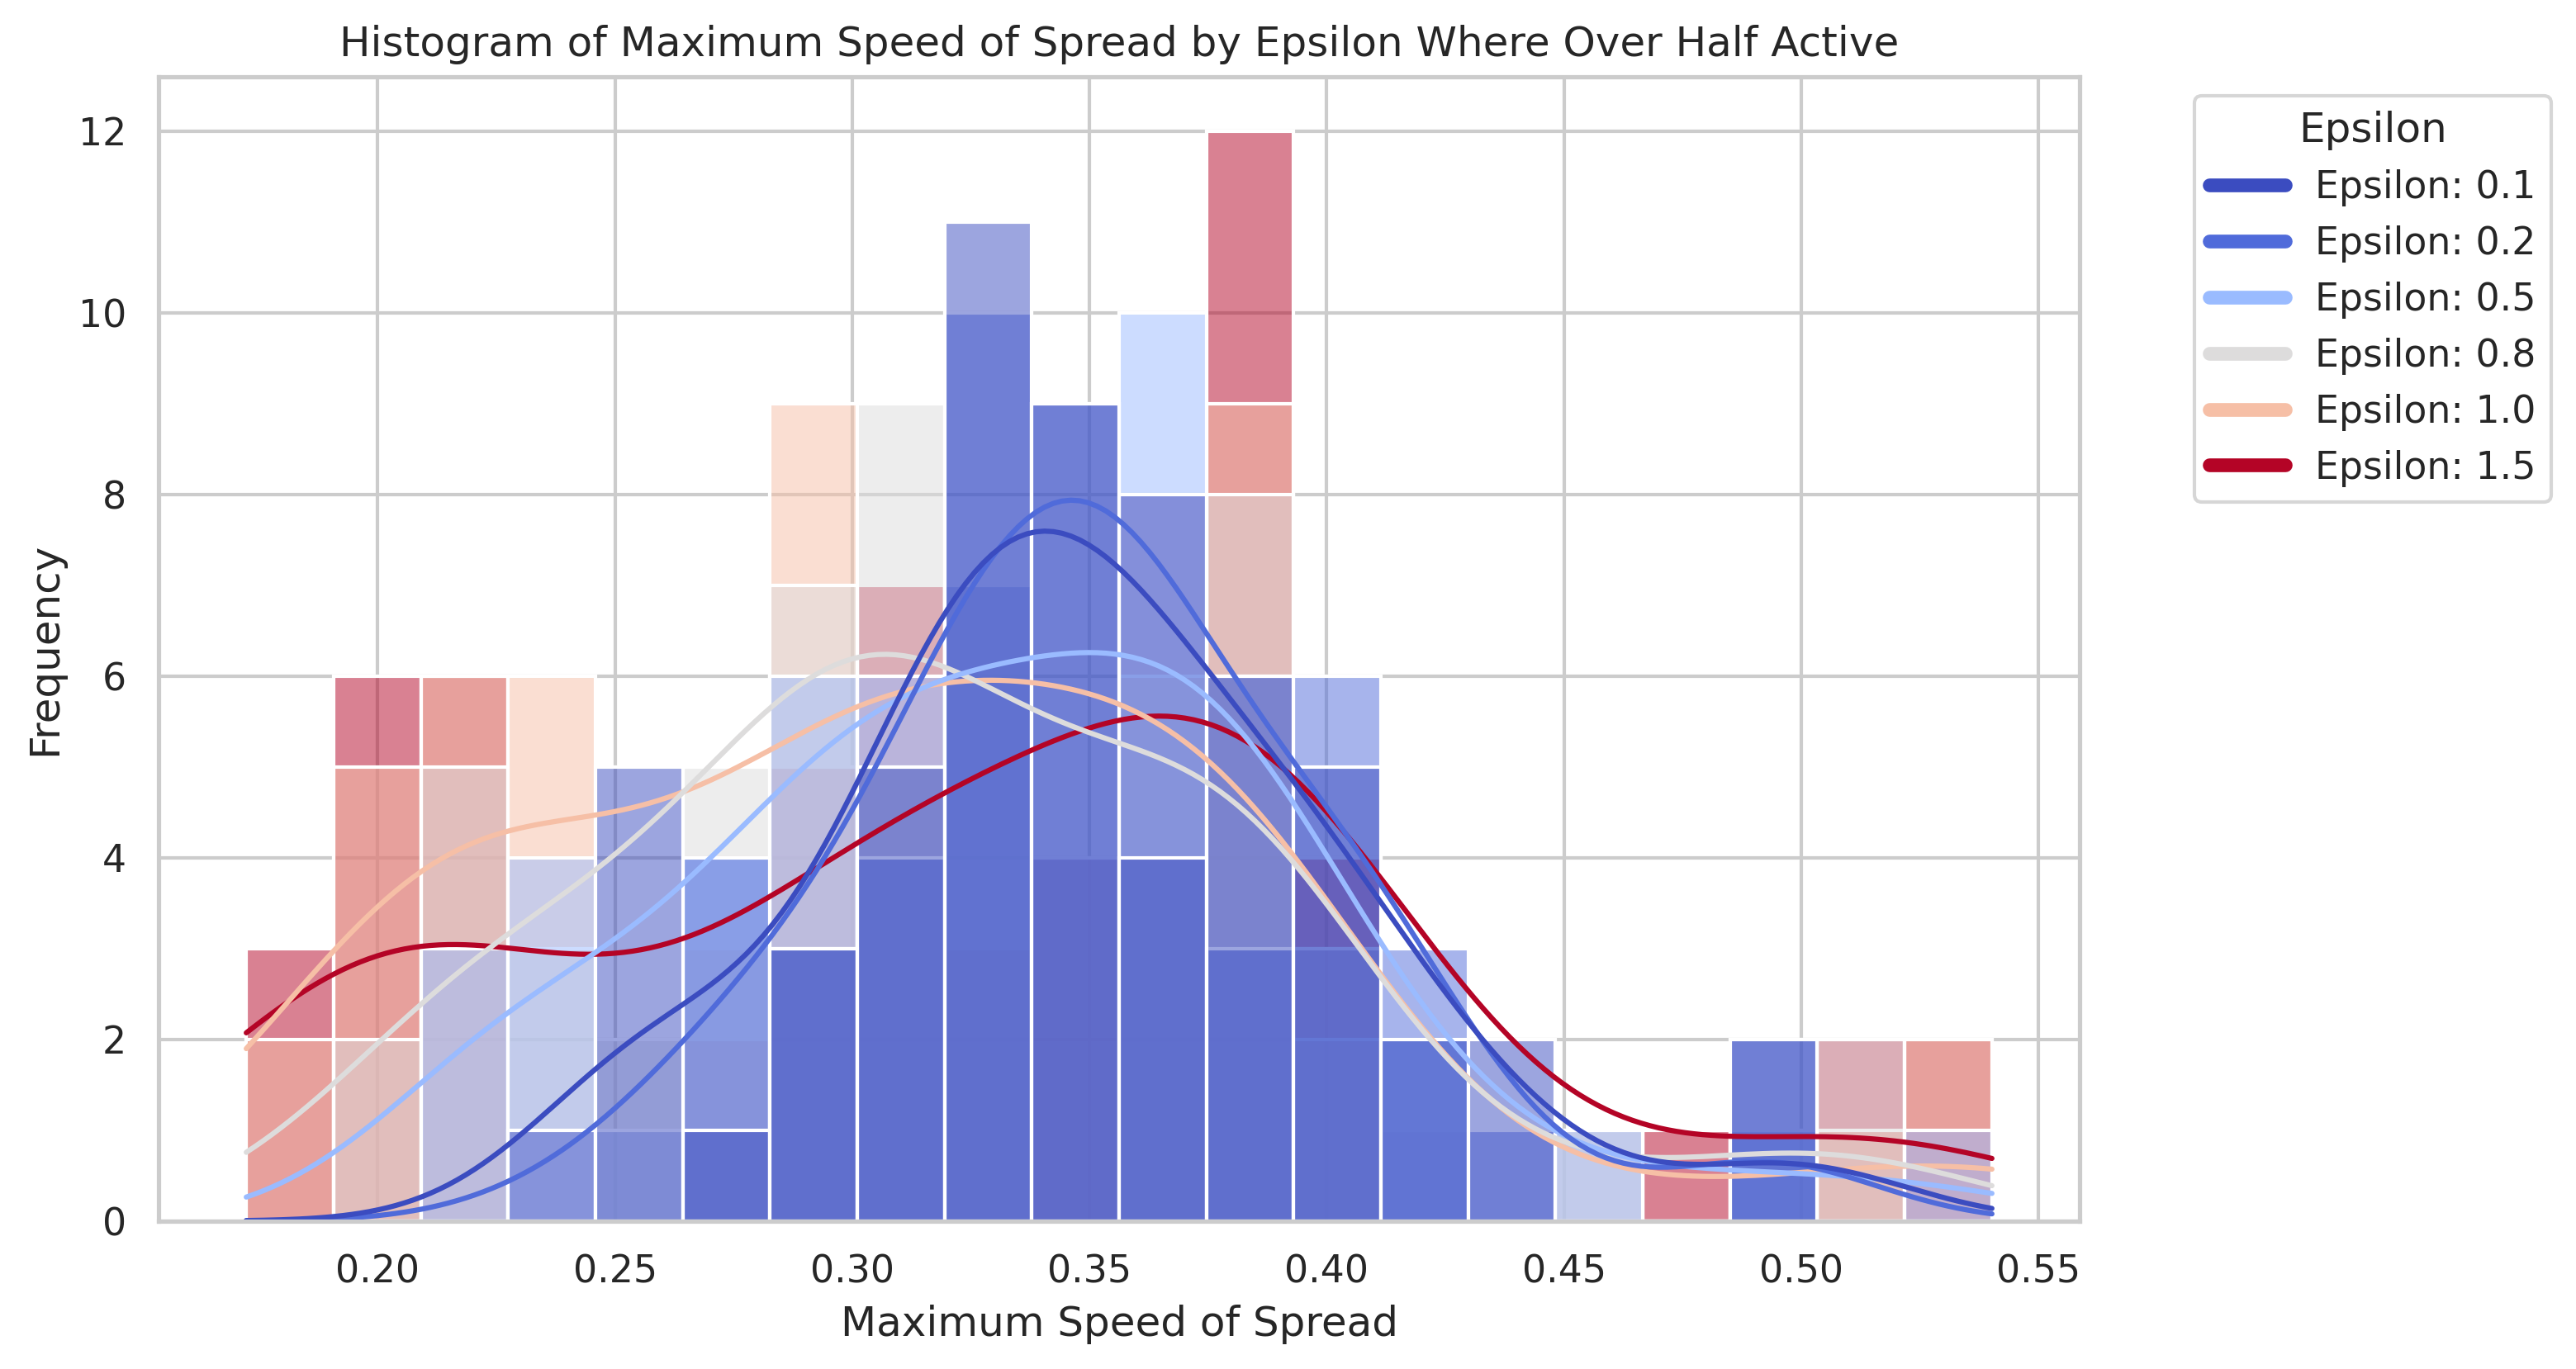 Histogram of Maximum Speed of Spread by Epsilon Where Over Half Active
Frequency
12
10
8
6
4
2
0
0.20 0.25 0.30 0.35 0.40 0.45 0.50 0.55
Maximum Speed of Spread
Epsilon
Epsilon: 0.1
Epsilon: 0.2
Epsilon: 0.5
Epsilon: 0.8
Epsilon: 1.0
Epsilon: 1.5